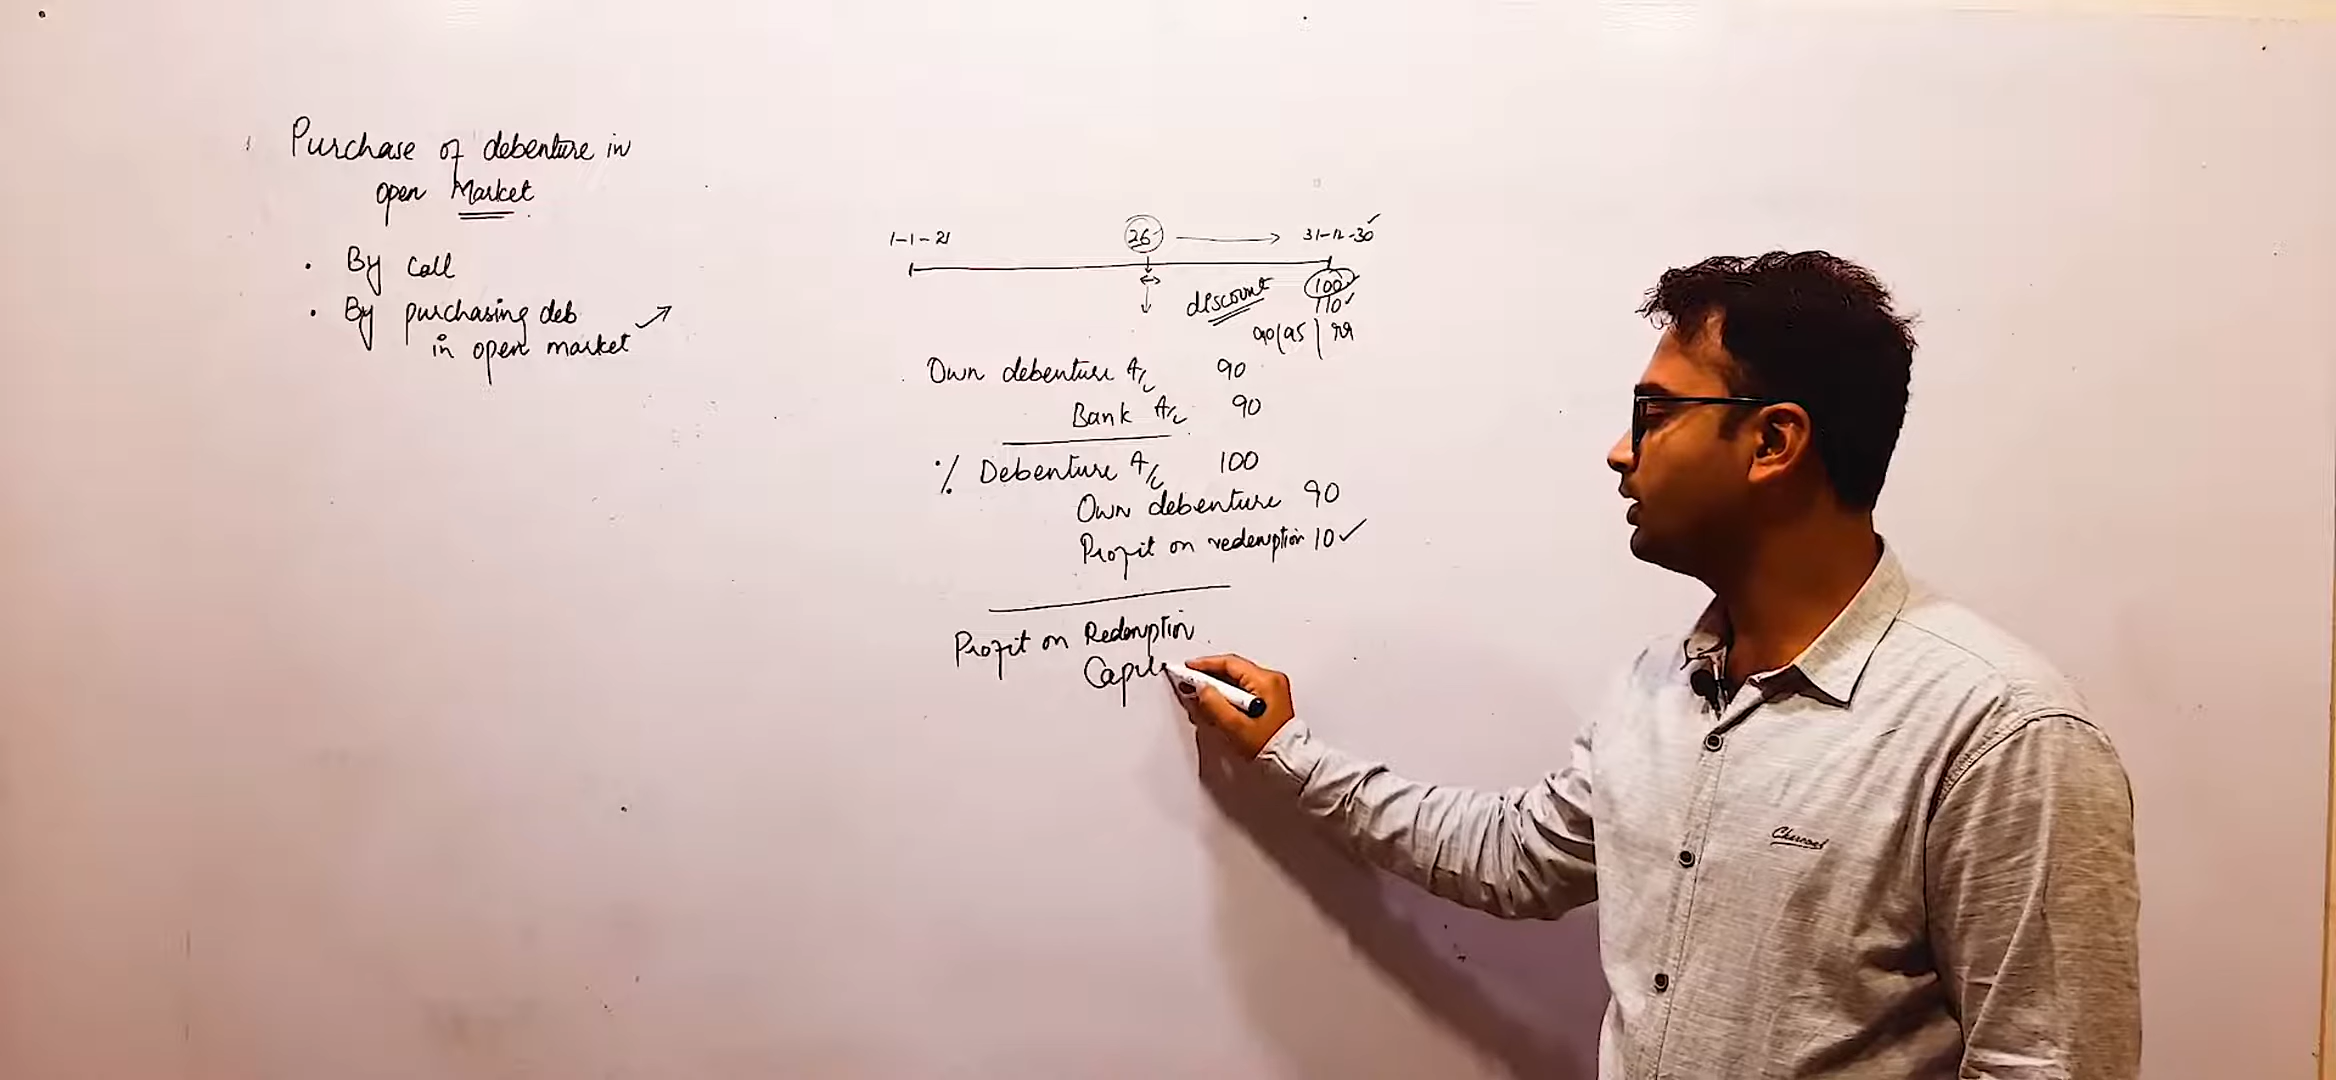 Purchase of debenture in
open Market
• By Call
• By purchasing deb
in open market
1-1-21 26 31-12-30
100
110
discount
90/95
Own debenture A/c 90
Bank A/c 90
% Debenture A/c 100
Own debenture 90
Profit on redemption 10
Profit on Redemption
Capi
Charcoal